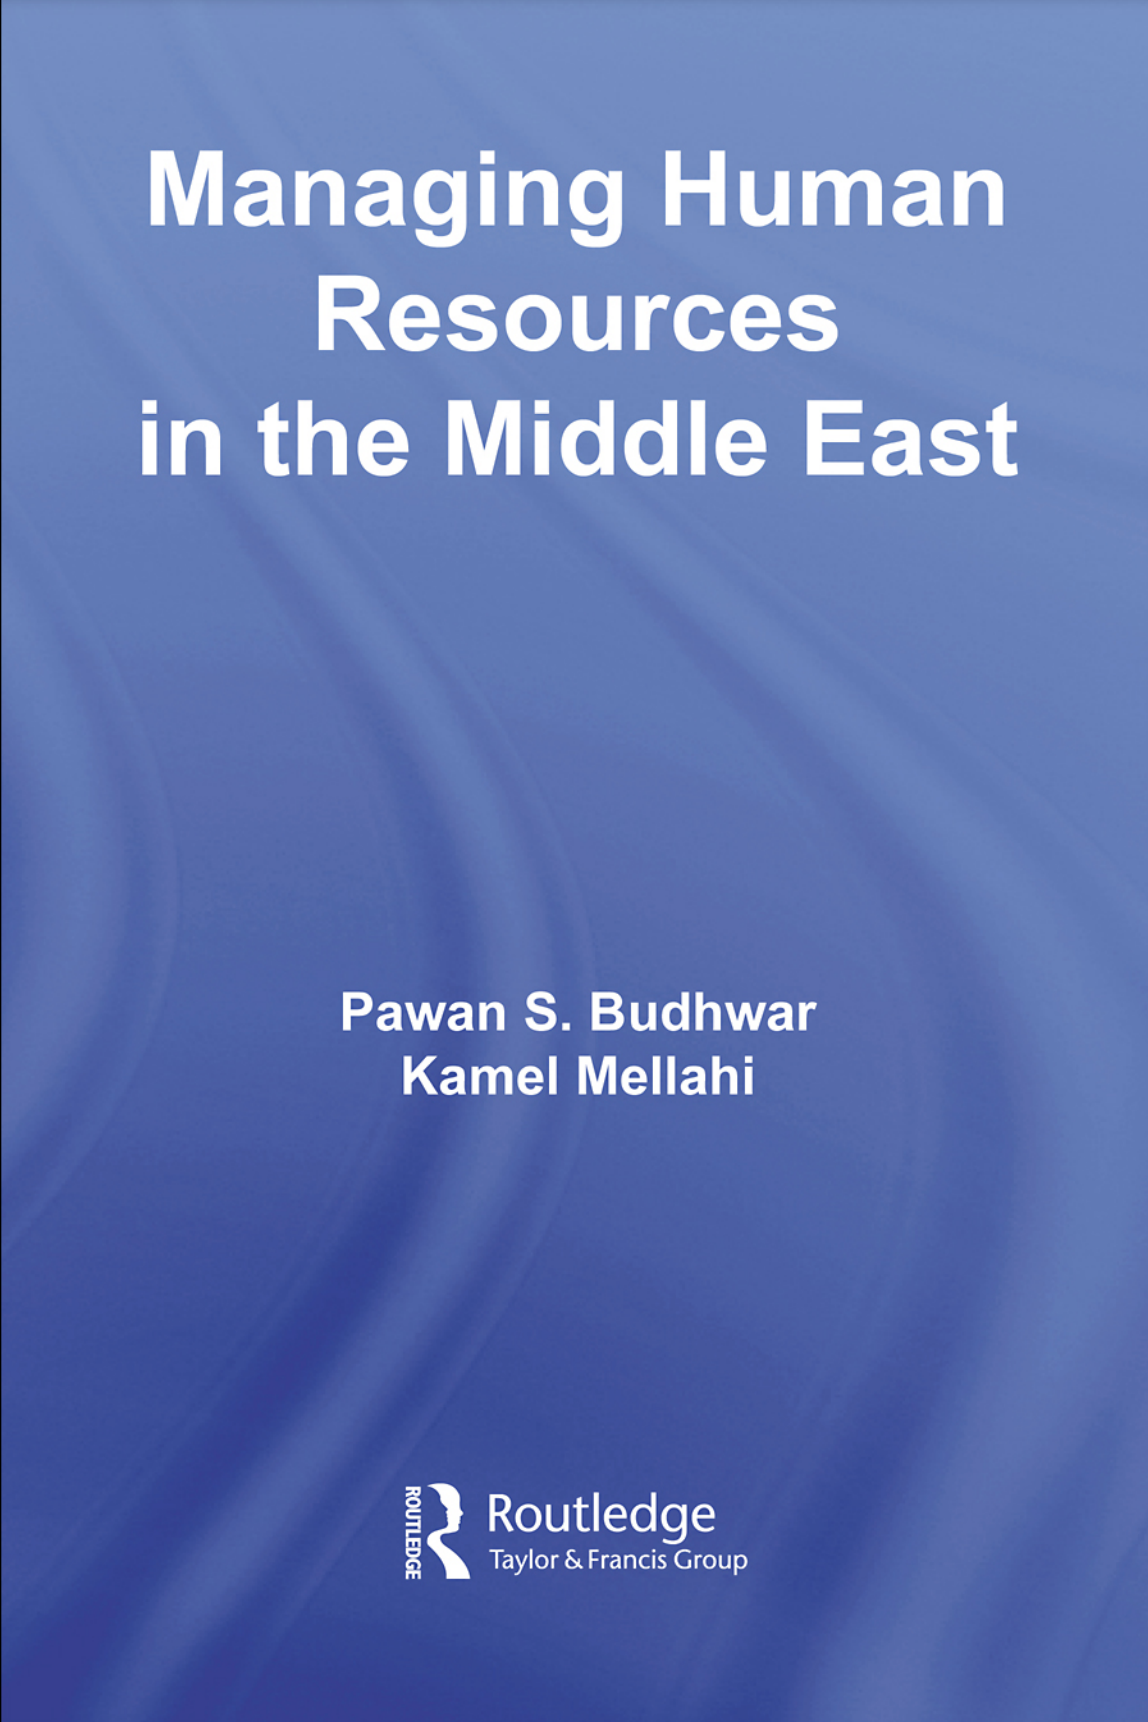 Managing Human
Resources
in the Middle East
Pawan S. Budhwar
Kamel Mellahi
ROUTLEDGE
Routledge
Taylor & Francis Group